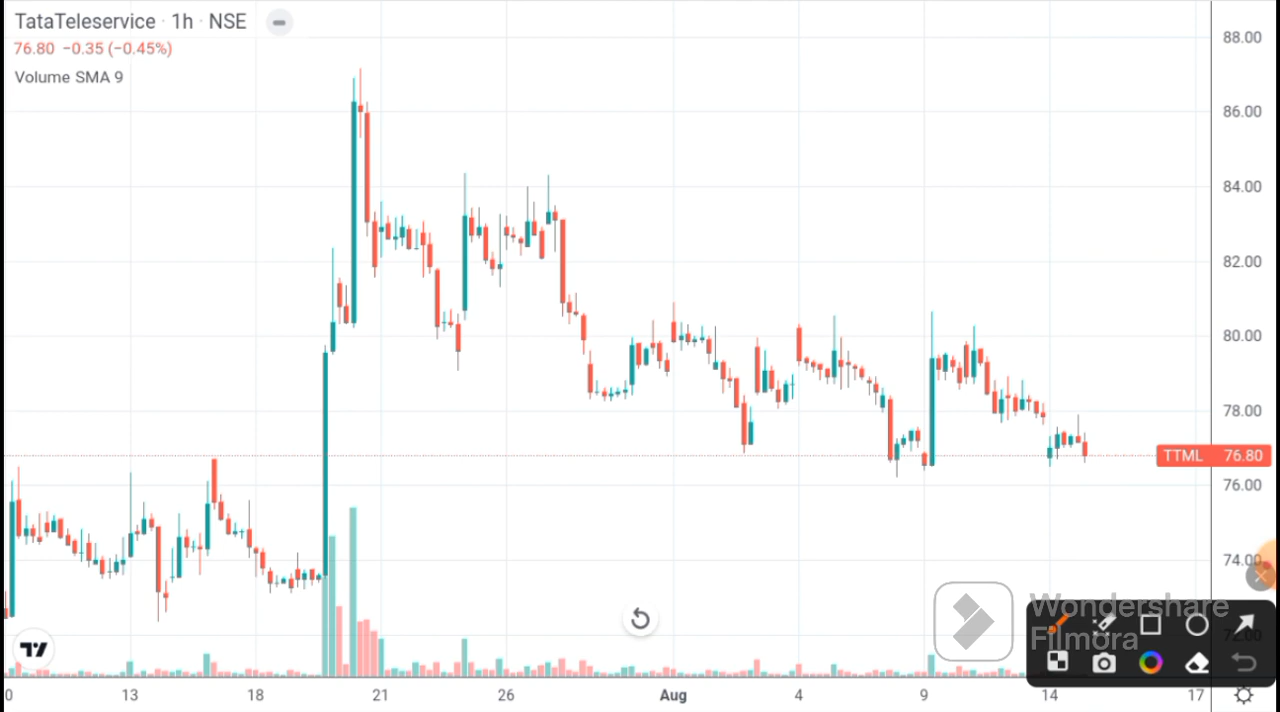 TataTeleservice · 1h · NSE
76.80 −0.35 (−0.45%)
Volume SMA 9
88.00
86.00
84.00
82.00
80.00
78.00
TTML 76.80
76.00
74.00
72.00
Wondershare
Filmora
0 13 18 21 26 Aug 4 9 14 17